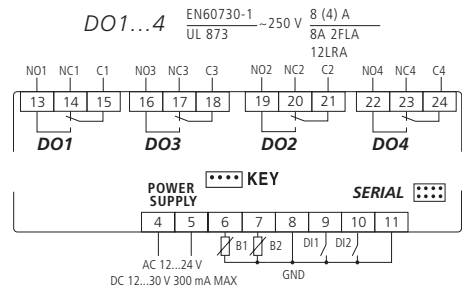 DO1...4 EN60730-1 ~250 V 8 (4) A
UL 873 8A 2FLA
12LRA
NO1 NC1 C1 NO3 NC3 C3 NO2 NC2 C2 NO4 NC4 C4
13 14 15 16 17 18 19 20 21 22 23 24
DO1 DO3 DO2 DO4
KEY
POWER
SUPPLY
SERIAL
4 5 6 7 8 9 10 11
B1 B2 DI1 DI2
AC 12...24 V
GND
DC 12...30 V 300 mA MAX